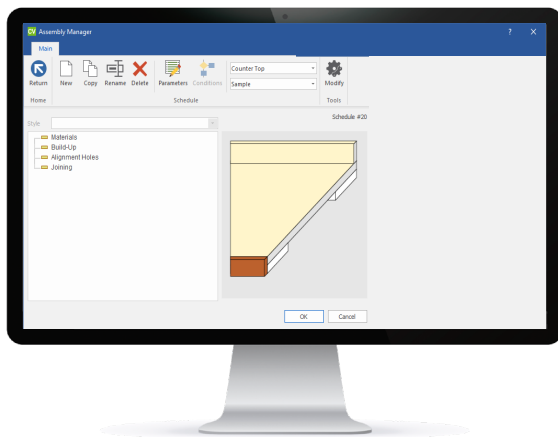 CV Assembly Manager ? X
Main
Return New Copy Rename Delete Parameters Conditions Counter Top Modify
Sample
Home Schedule Tools
Style Schedule #20
Materials
Build-Up
Alignment Holes
Joining
OK Cancel